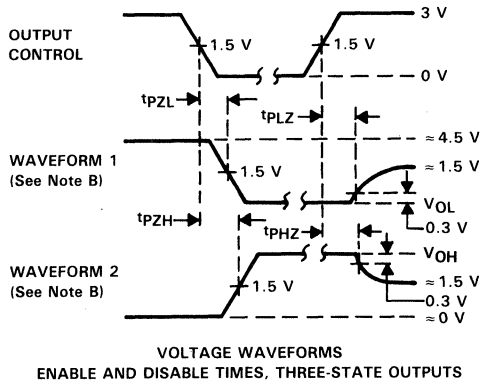 OUTPUT
CONTROL
3 V
1.5 V
1.5 V
0 V
tPZL
tPLZ
≈ 4.5 V
WAVEFORM 1
(See Note B)
1.5 V
≈ 1.5 V
VOL
0.3 V
tPZH
tPHZ
WAVEFORM 2
(See Note B)
1.5 V
VOH
≈ 1.5 V
0.3 V
≈ 0 V
VOLTAGE WAVEFORMS
ENABLE AND DISABLE TIMES, THREE-STATE OUTPUTS